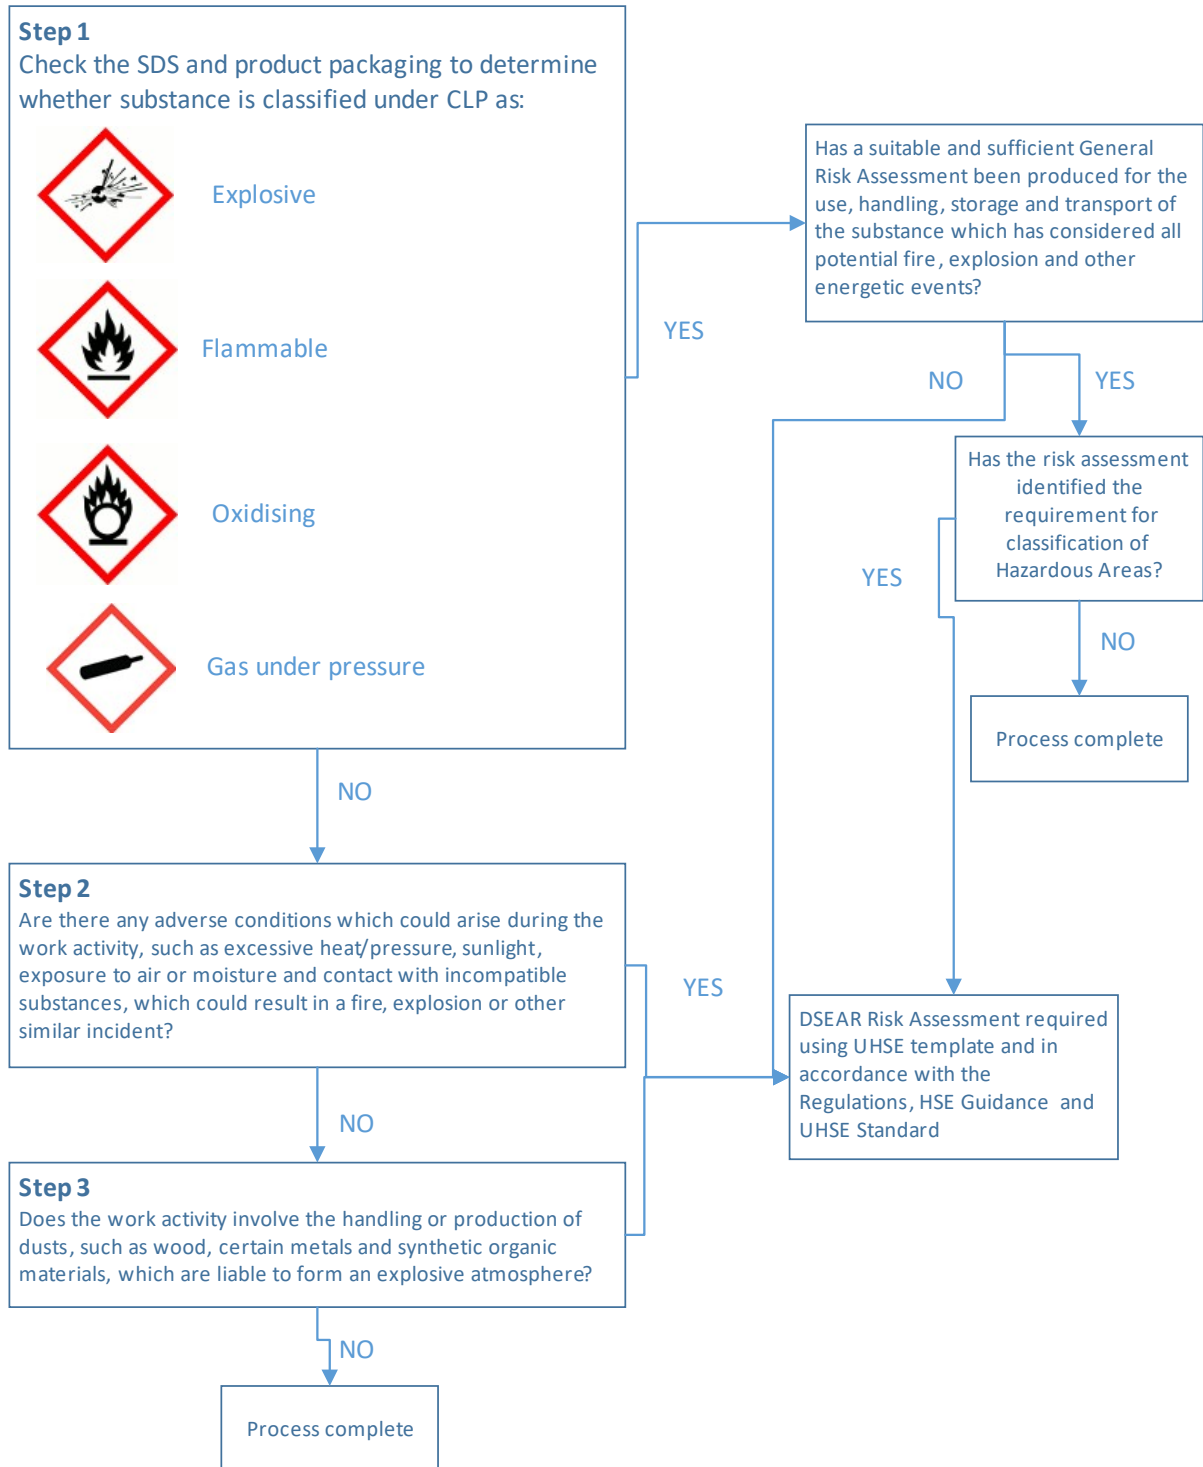 Step 1
Check the SDS and product packaging to determine
whether substance is classified under CLP as:
Explosive
Flammable
Oxidising
Gas under pressure
YES
Has a suitable and sufficient General
Risk Assessment been produced for the
use, handling, storage and transport of
the substance which has considered all
potential fire, explosion and other
energetic events?
NO
YES
Has the risk assessment
identified the
requirement for
classification of
Hazardous Areas?
YES
NO
Process complete
NO
Step 2
Are there any adverse conditions which could arise during the
work activity, such as excessive heat/pressure, sunlight,
exposure to air or moisture and contact with incompatible
substances, which could result in a fire, explosion or other
similar incident?
YES
DSEAR Risk Assessment required
using UHSE template and in
accordance with the
Regulations, HSE Guidance and
UHSE Standard
NO
Step 3
Does the work activity involve the handling or production of
dusts, such as wood, certain metals and synthetic organic
materials, which are liable to form an explosive atmosphere?
NO
Process complete